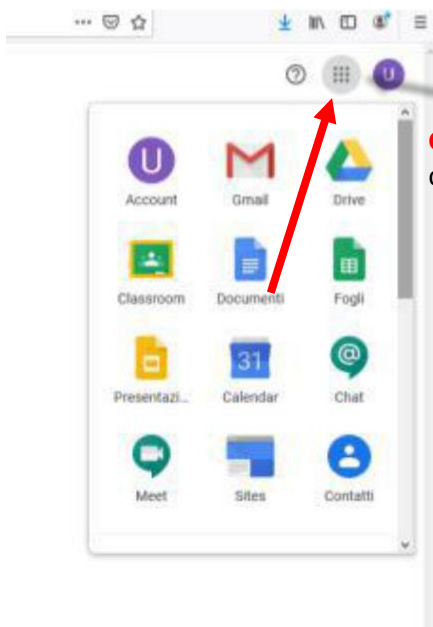 U
U
Account Gmail Drive
Classroom Documenti Fogli
31
Presentazi... Calendar Chat
Meet Sites Contatti